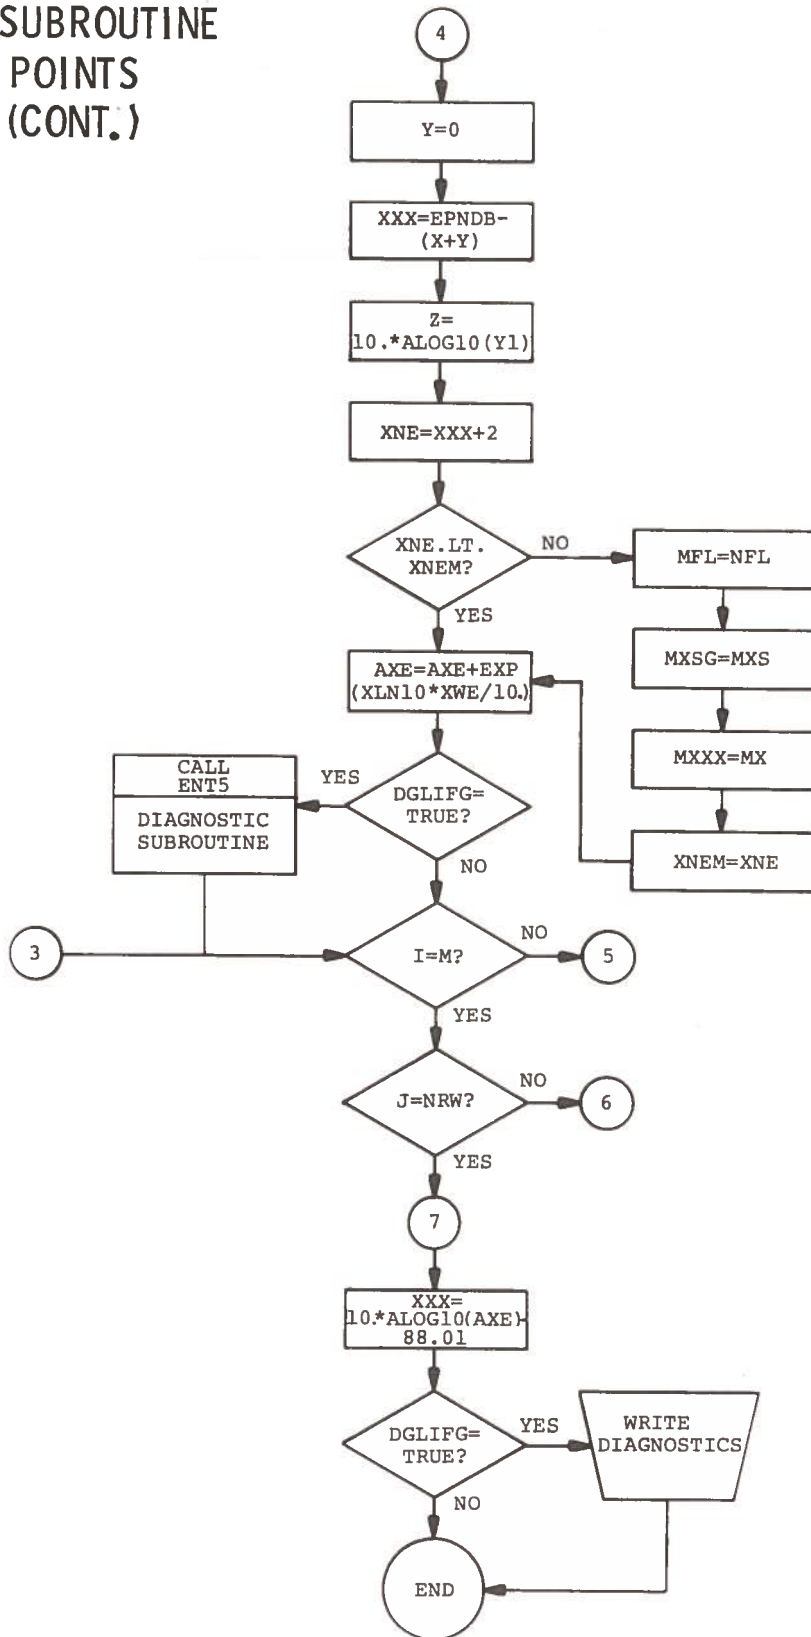 SUBROUTINE
POINTS
(CONT.)
4
Y=0
XXX=EPNDB-
(X+Y)
Z=
10.*ALOG10(Y1)
XNE=XXX+2
XNE.LT.
XNEM?
NO
MFL=NFL
YES
MXSG=MXS
AXE=AXE+EXP
(XLN10*XWE/10.)
MXXX=MX
CALL
ENT5
YES
DGLIFG=
TRUE?
DIAGNOSTIC
SUBROUTINE
XNEM=XNE
NO
3
I=M?
NO
5
YES
J=NRW?
NO
6
YES
7
XXX=
10.*ALOG10(AXE)-
88.01
DGLIFG=
TRUE?
YES
WRITE
DIAGNOSTICS
NO
END